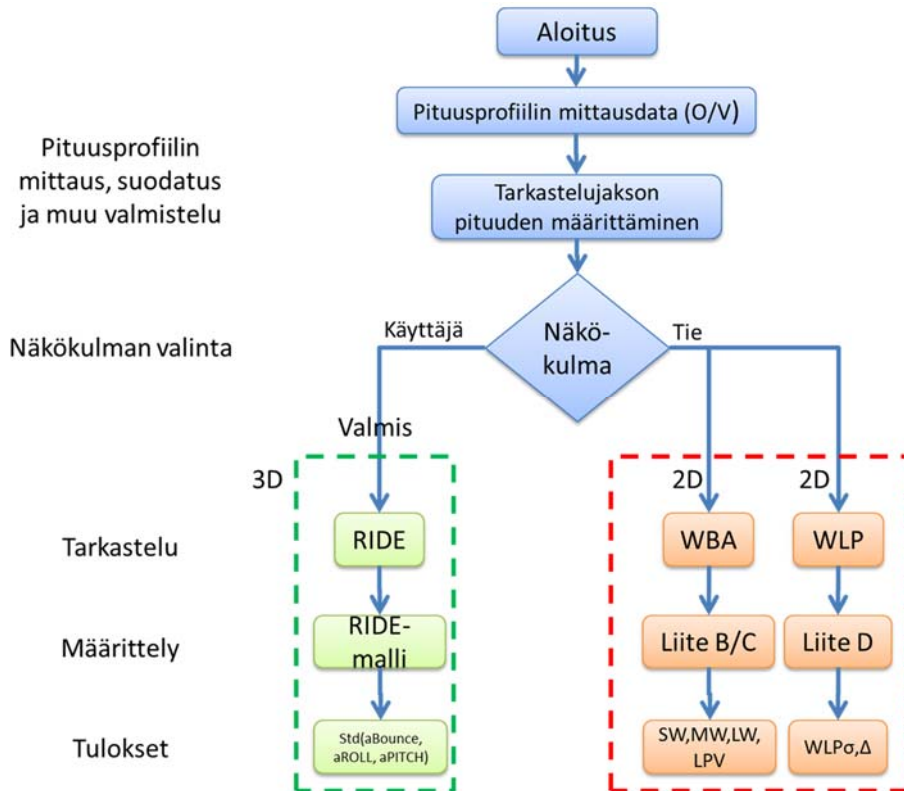 Aloitus
Pituusprofiilin mittausdata (O/V)
Pituusprofiilin
mittaus, suodatus
ja muu valmistelu
Tarkastelujakson
pituuden määrittäminen
Näkökulman valinta
Käyttäjä
Näkö-
kulma
Tie
Valmis
3D
2D
2D
Tarkastelu
RIDE
WBA
WLP
Määrittely
RIDE-
malli
Liite B/C
Liite D
Tulokset
Std(aBounce,
aROLL, aPITCH)
SW,MW,LW,
LPV
WLPσ,Δ